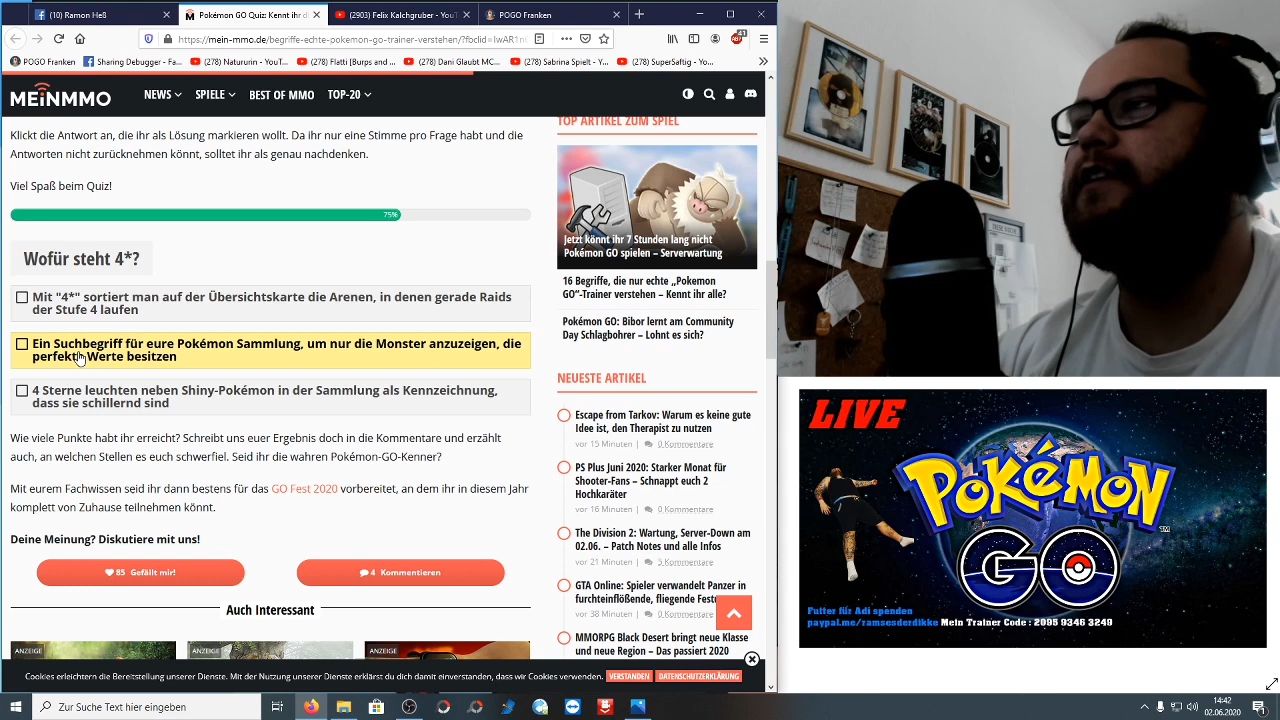 (10) Ramon Heß
Pokémon GO Quiz: Kennt ihr di
(2903) Felix Kalchgruber - YouT
POGO Franken
https://mein-mmo.de/begriffe-echte-pokemon-go-trainer-verstehen/?fbclid=IwAR1n
41
POGO Franken
Sharing Debugger - Fa...
(278) Naturunin - YouT...
(278) Flatti [Burps and ...
(278) Dani Glaubt MC...
(278) Sabrina Spielt - Y...
(278) SuperSaftig - You...
MEINMMO
NEWS
SPIELE
BEST OF MMO
TOP-20
Klickt die Antwort an, die ihr als Lösung markieren wollt. Da ihr nur eine Stimme pro Frage habt und die
Antworten nicht zurücknehmen könnt, solltet ihr als genau nachdenken.
Viel Spaß beim Quiz!
75%
Wofür steht 4*?
Mit "4*" sortiert man auf der Übersichtskarte die Arenen, in denen gerade Raids
der Stufe 4 laufen
Ein Suchbegriff für eure Pokémon Sammlung, um nur die Monster anzuzeigen, die
perfekte Werte besitzen
4 Sterne leuchten neben Shiny-Pokémon in der Sammlung als Kennzeichnung,
dass sie schillernd sind
Wie viele Punkte habt ihr erreicht? Schreibt uns euer Ergebnis doch in die Kommentare und erzählt
auch, an welchen Stellen es euch schwerfiel. Seid ihr die wahren Pokémon-GO-Kenner?
Mit eurem Fachwissen seid ihr dann bestens für das GO Fest 2020 vorbereitet, an dem ihr in diesem Jahr
komplett von Zuhause teilnehmen könnt.
Deine Meinung? Diskutiere mit uns!
85 Gefällt mir!
4 Kommentieren
Auch Interessant
ANZEIGE
ANZEIGE
ANZEIGE
TOP ARTIKEL ZUM SPIEL
Jetzt könnt ihr 7 Stunden lang nicht
Pokémon GO spielen – Serverwartung
16 Begriffe, die nur echte „Pokemon
GO“-Trainer verstehen – Kennt ihr alle?
Pokémon GO: Bibor lernt am Community
Day Schlagbohrer – Lohnt es sich?
NEUESTE ARTIKEL
Escape from Tarkov: Warum es keine gute
Idee ist, den Therapist zu nutzen
vor 15 Minuten | 0 Kommentare
PS Plus Juni 2020: Starker Monat für
Shooter-Fans – Schnappt euch 2
Hochkaräter
vor 16 Minuten | 0 Kommentare
The Division 2: Wartung, Server-Down am
02.06. – Patch Notes und alle Infos
vor 21 Minuten | 5 Kommentare
GTA Online: Spieler verwandelt Panzer in
furchteinflößende, fliegende
vor 38 Minuten | 0 Kommentare
MMORPG Black Desert bringt neue Klasse
und neue Region – Das passiert 2020
Cookies erleichtern die Bereitstellung unserer Dienste. Mit der Nutzung unserer Dienste erklärst du dich damit einverstanden, dass wir Cookies verwenden.
VERSTANDEN
DATENSCHUTZERKLÄRUNG
LIVE
POKéMON
TM
GO
Futter für Adi spenden
paypal.me/ramsesderdikke Mein Trainer Code : 2095 9346 3249
Zur Suche Text hier eingeben
14:42
02.06.2020
1